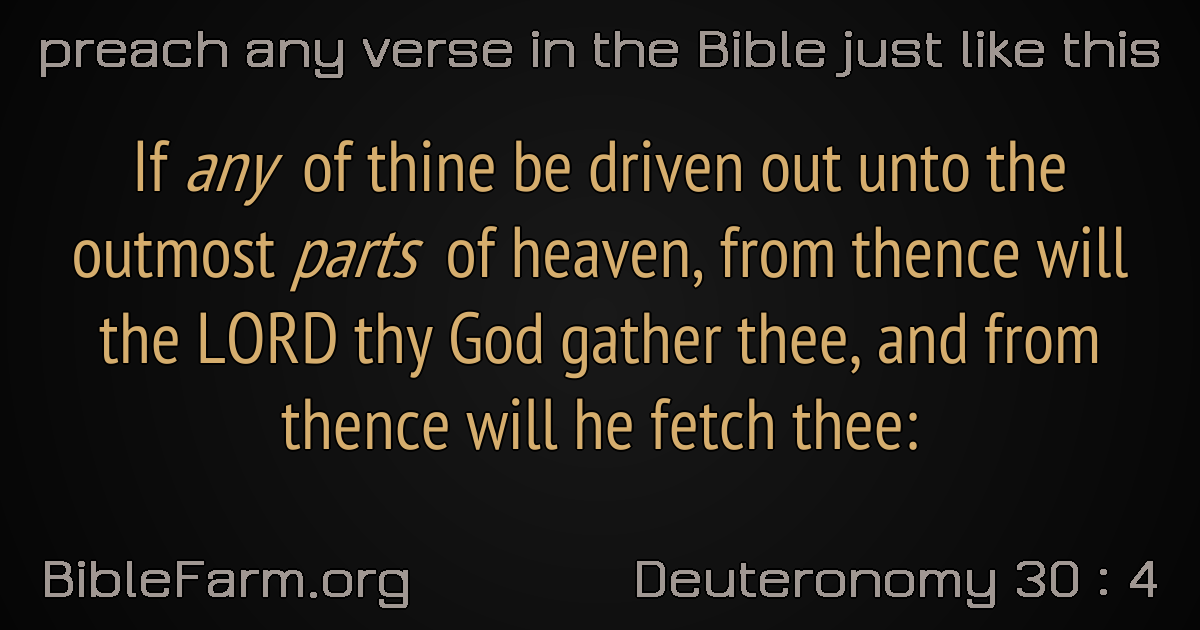 preach any verse in the Bible just like this
If any of thine be driven out unto the
outmost parts of heaven, from thence will
the LORD thy God gather thee, and from
thence will he fetch thee:
BibleFarm.org
Deuteronomy 30 : 4